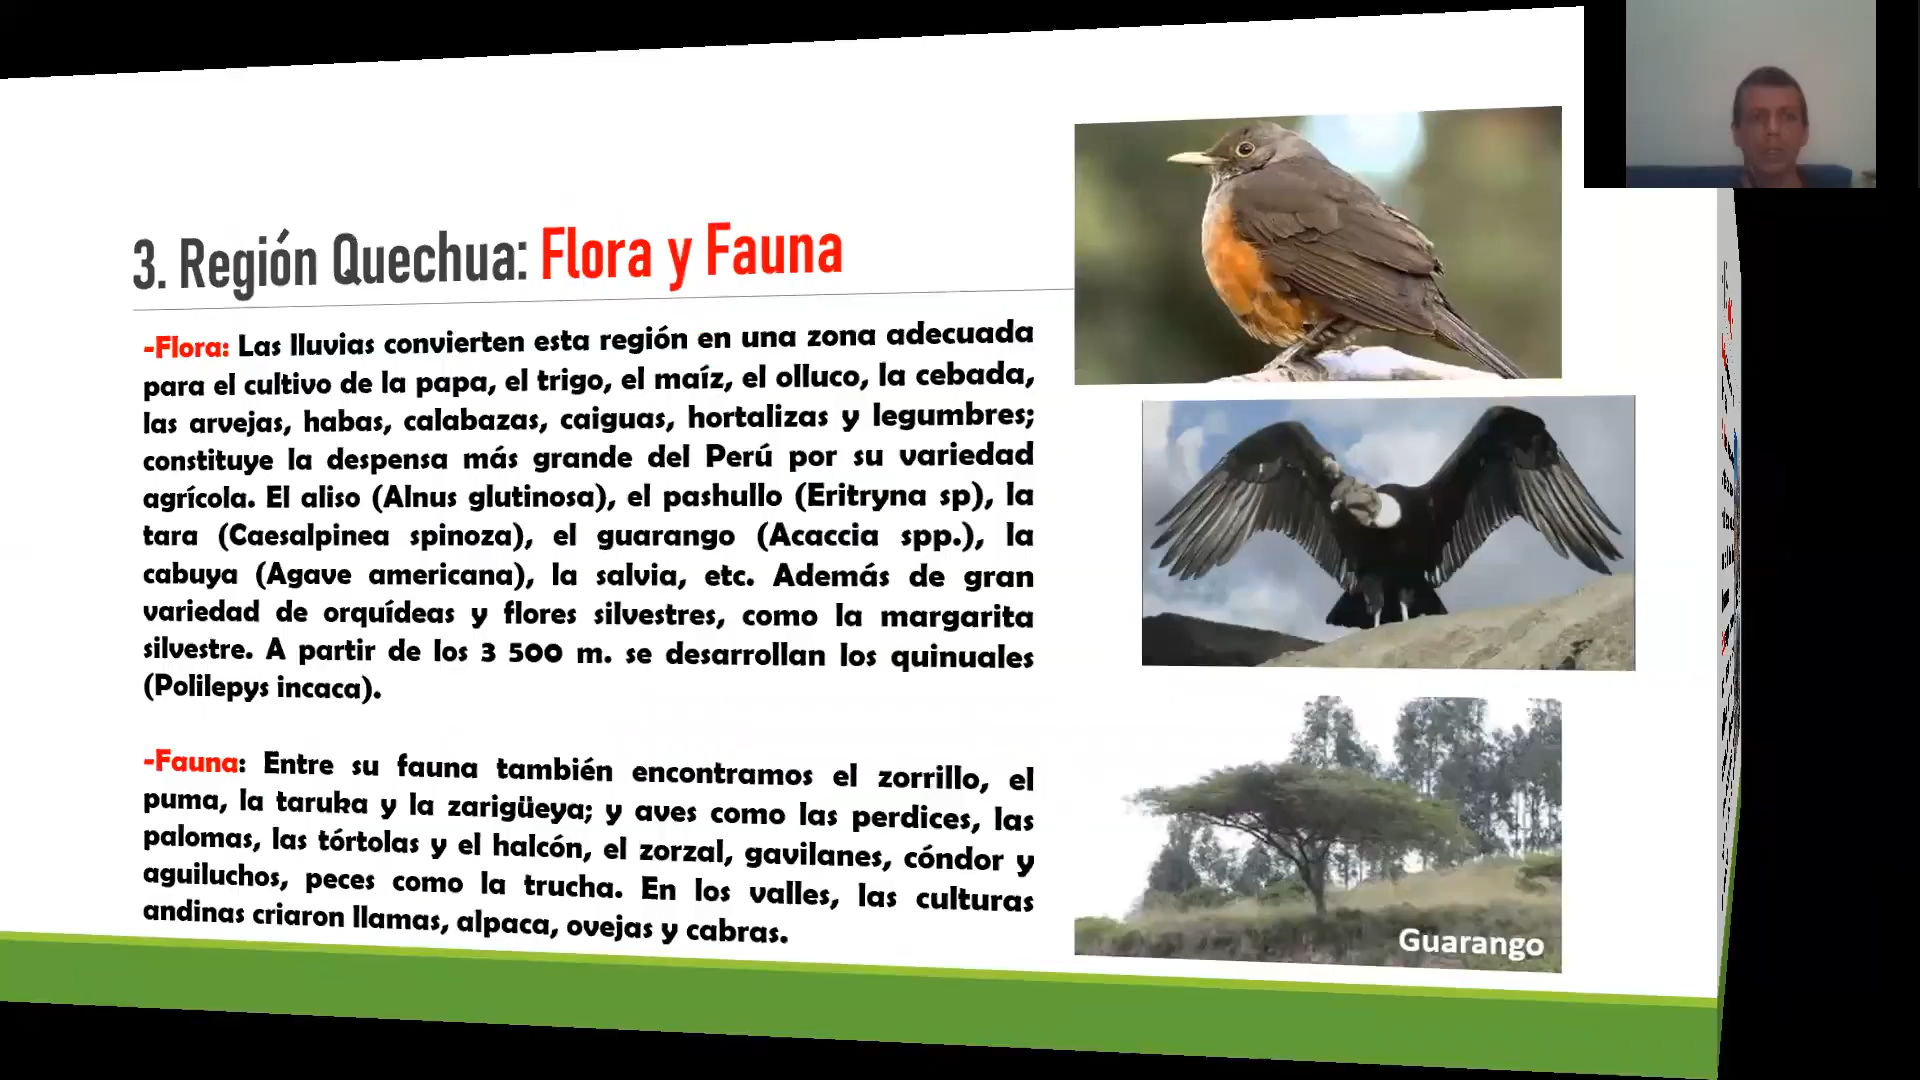 3. Región Quechua: Flora y Fauna
-Flora: Las lluvias convierten esta región en una zona adecuada
para el cultivo de la papa, el trigo, el maíz, el olluco, la cebada,
las arvejas, habas, calabazas, caiguas, hortalizas y legumbres;
constituye la despensa más grande del Perú por su variedad
agrícola. El aliso (Alnus glutinosa), el pashullo (Eritryna sp), la
tara (Caesalpinea spinoza), el guarango (Acaccia spp.), la
cabuya (Agave americana), la salvia, etc. Además de gran
variedad de orquídeas y flores silvestres, como la margarita
silvestre. A partir de los 3 500 m. se desarrollan los quinuales
(Polilepys incaca).
-Fauna: Entre su fauna también encontramos el zorrillo, el
puma, la taruka y la zarigüeya; y aves como las perdices, las
palomas, las tórtolas y el halcón, el zorzal, gavilanes, cóndor y
aguiluchos, peces como la trucha. En los valles, las culturas
andinas criaron llamas, alpaca, ovejas y cabras.
Guarango